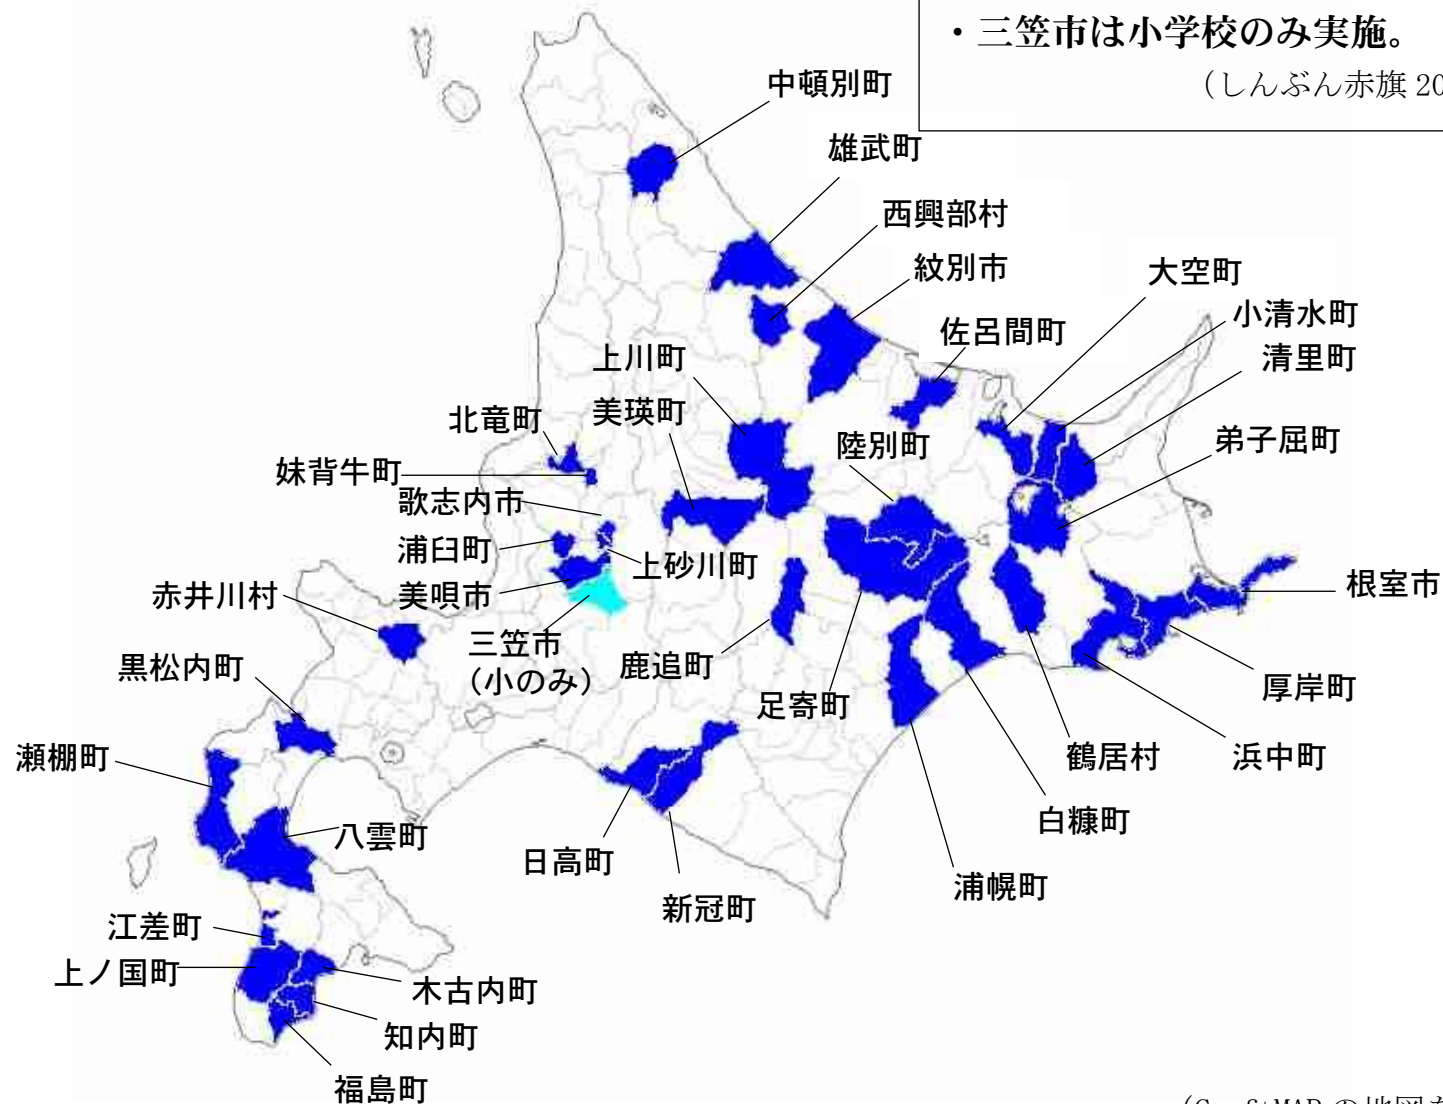 ・三笠市は小学校のみ実施。
（しんぶん赤旗 20
中頓別町
雄武町
西興部村
紋別市
大空町
佐呂間町
小清水町
清里町
上川町
美瑛町
北竜町
陸別町
弟子屈町
妹背牛町
歌志内市
浦臼町
上砂川町
美唄市
赤井川村
根室市
三笠市
（小のみ）
鹿追町
黒松内町
足寄町
厚岸町
瀬棚町
鶴居村
浜中町
白糠町
八雲町
日高町
新冠町
浦幌町
江差町
上ノ国町
木古内町
知内町
福島町